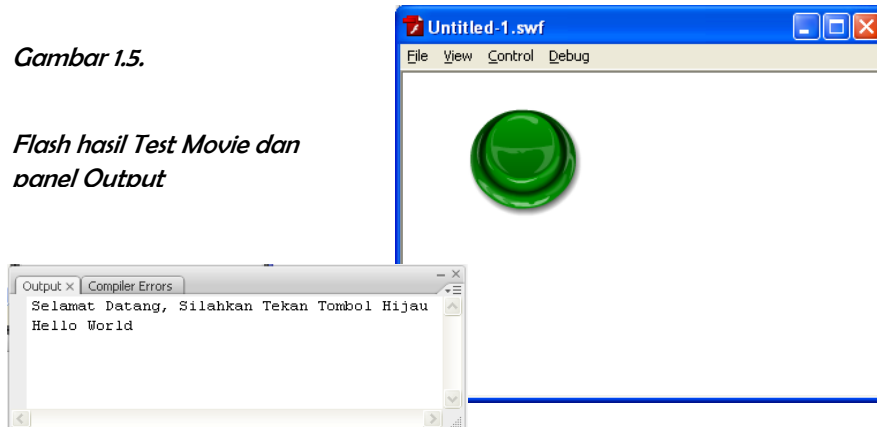 Gambar 1.5.
Flash hasil Test Movie dan
panel Output
Untitled-1.swf
File View Control Debug
Output × Compiler Errors
Selamat Datang, Silahkan Tekan Tombol Hijau
Hello World